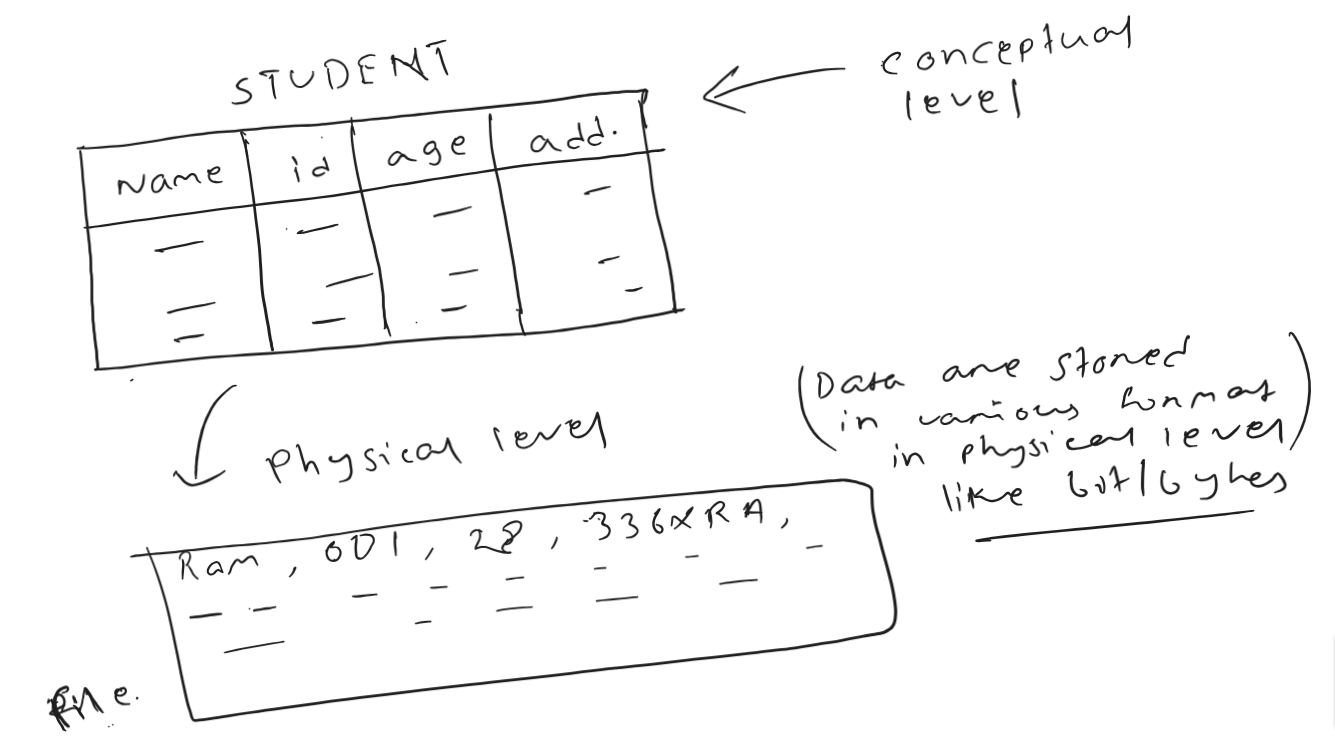 STUDENT
conceptual
level
Name id age add.
Physical level
(Data are stored
in various format
in physical level)
like bit/bytes
Ram, 001, 28, 336XRA,
File.